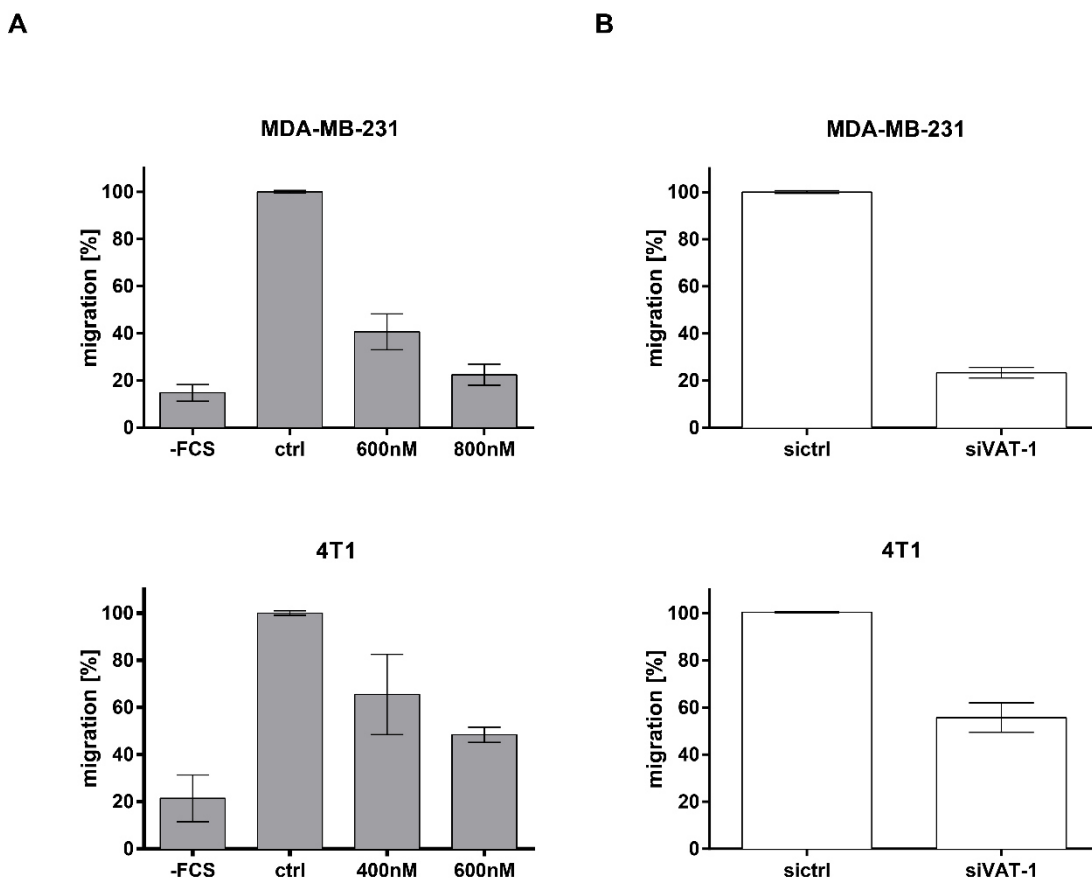 A
B
MDA-MB-231
migration [%]
100
80
60
40
20
0
-FCS ctrl 600nM 800nM
MDA-MB-231
migration [%]
100
80
60
40
20
0
sictrl siVAT-1
4T1
migration [%]
100
80
60
40
20
0
-FCS ctrl 400nM 600nM
4T1
migration [%]
100
80
60
40
20
0
sictrl siVAT-1